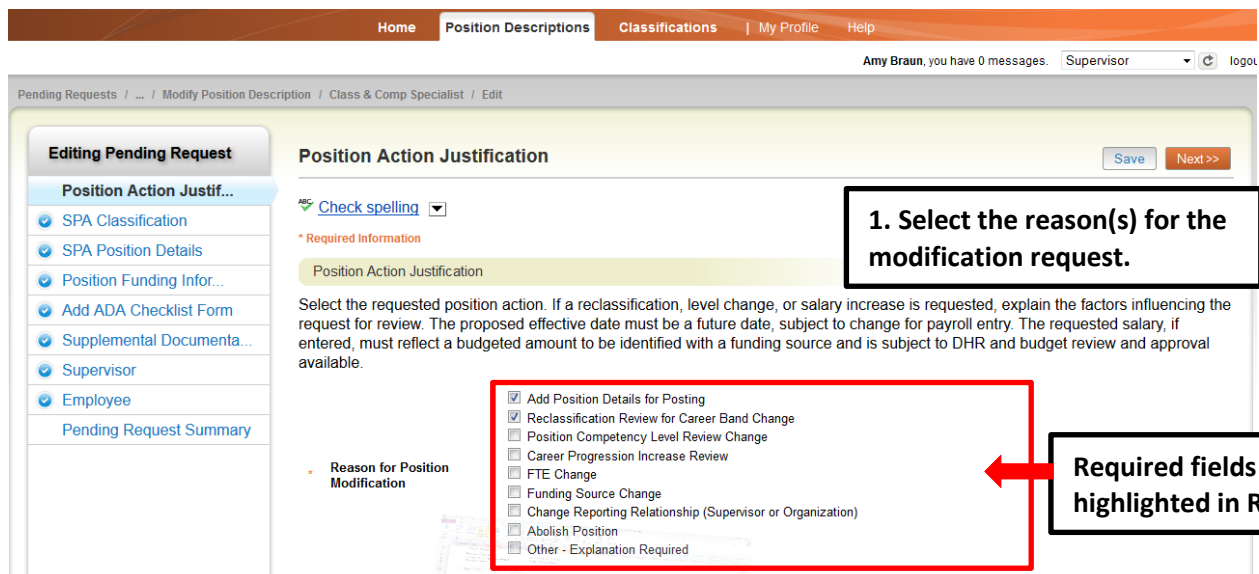 Home Position Descriptions Classifications | My Profile Help
Amy Braun, you have 0 messages. Supervisor logou
Pending Requests / ... / Modify Position Description / Class & Comp Specialist / Edit
Editing Pending Request
Position Action Justif...
SPA Classification
SPA Position Details
Position Funding Infor...
Add ADA Checklist Form
Supplemental Documenta...
Supervisor
Employee
Pending Request Summary
Position Action Justification
Save Next >>
ABC Check spelling
* Required Information
1. Select the reason(s) for the
modification request.
Position Action Justification
Select the requested position action. If a reclassification, level change, or salary increase is requested, explain the factors influencing the
request for review. The proposed effective date must be a future date, subject to change for payroll entry. The requested salary, if
entered, must reflect a budgeted amount to be identified with a funding source and is subject to DHR and budget review and approval
available.
* Reason for Position
Modification
Add Position Details for Posting
Reclassification Review for Career Band Change
Position Competency Level Review Change
Career Progression Increase Review
FTE Change
Funding Source Change
Change Reporting Relationship (Supervisor or Organization)
Abolish Position
Other - Explanation Required
Required fields
highlighted in R